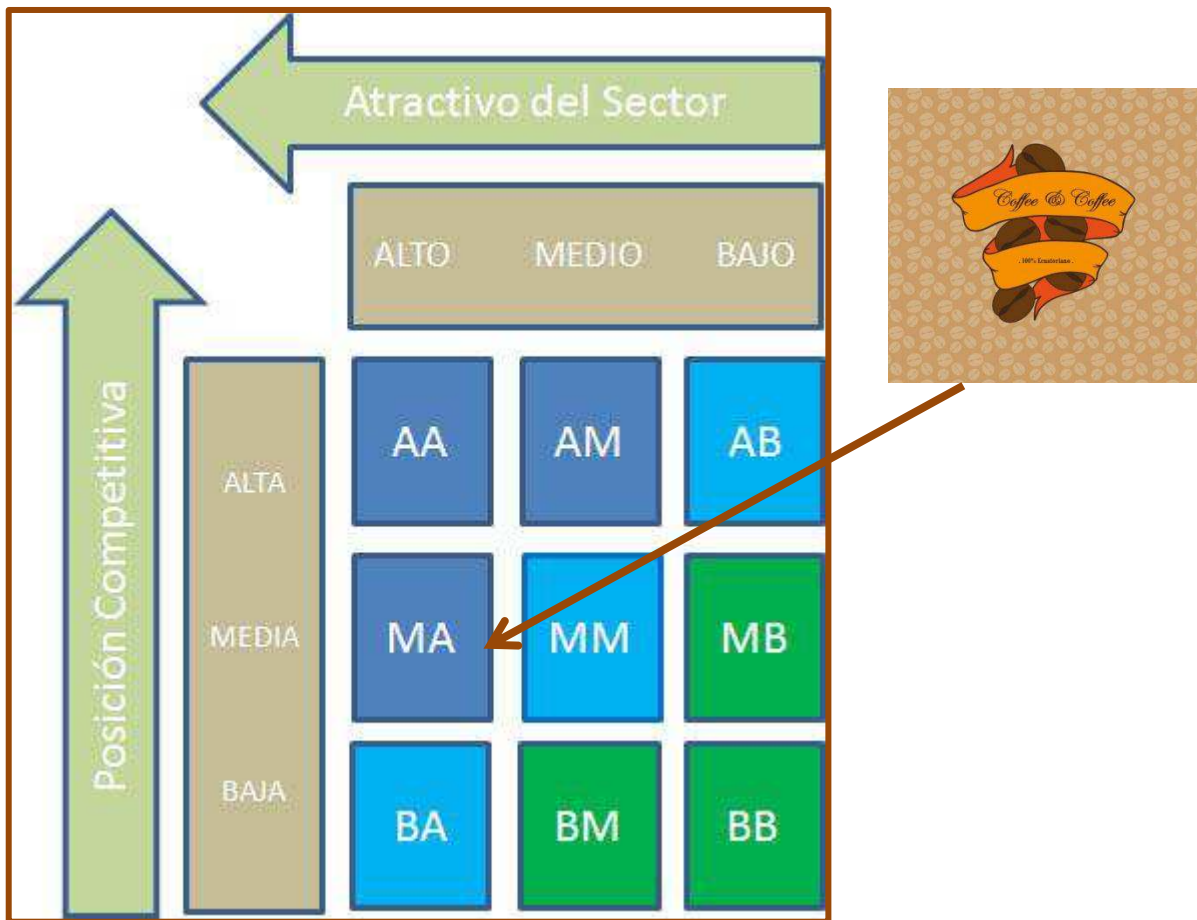 Atractivo del Sector
ALTO MEDIO BAJO
Coffee & Coffee
. 100% Ecuatoriano .
Posición Competitiva
ALTA
MEDIA
BAJA
AA AM AB
MA MM MB
BA BM BB